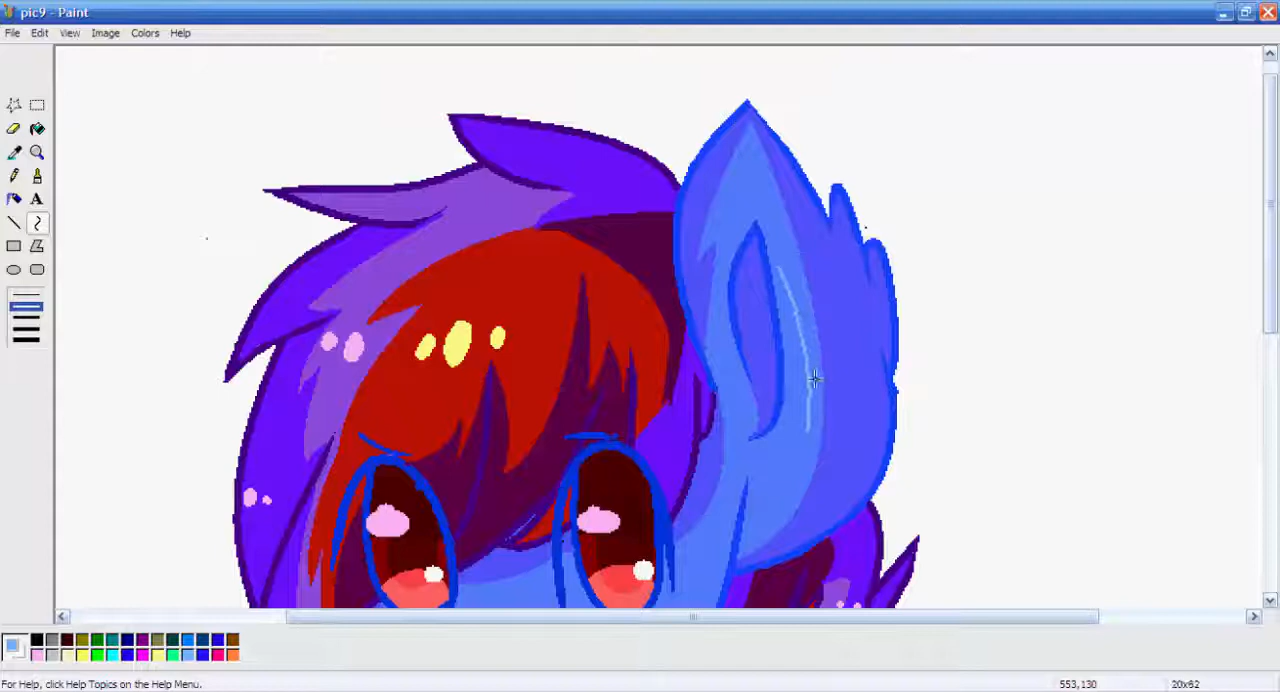 pic9 - Paint
File Edit View Image Colors Help
A
For Help, click Help Topics on the Help Menu.
553,130
20x62